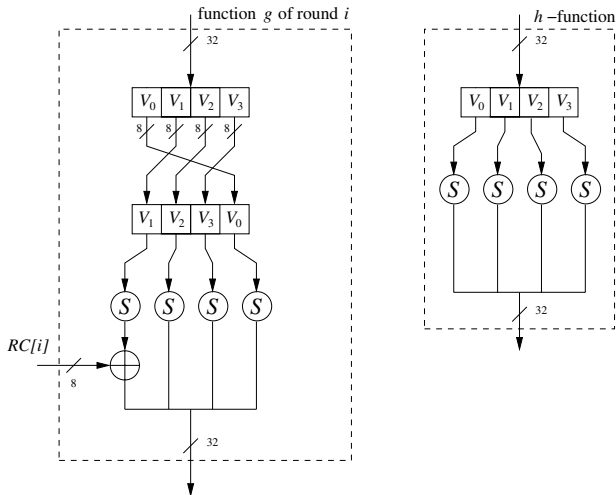 function g of round i
h –function
32
32
V0 V1 V2 V3
V0 V1 V2 V3
8 8 8 8
V1 V2 V3 V0
S S S S
S S S S
RC[i]
8
32
32